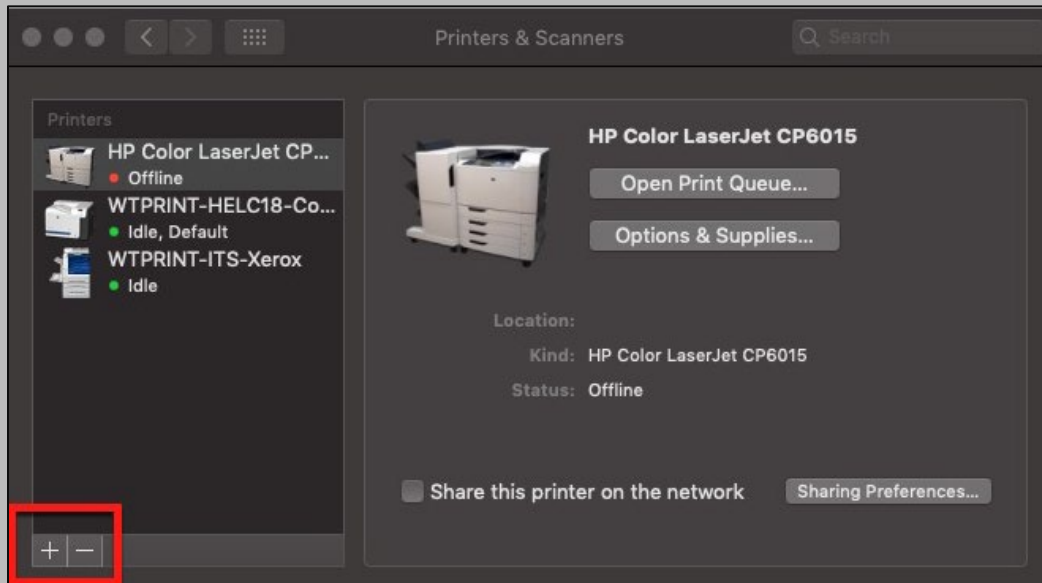 Printers & Scanners
Search
Printers
HP Color LaserJet CP...
Offline
WTPRINT-HELC18-Co...
Idle, Default
WTPRINT-ITS-Xerox
Idle
+ −
HP Color LaserJet CP6015
Open Print Queue...
Options & Supplies...
Location:
Kind: HP Color LaserJet CP6015
Status: Offline
Share this printer on the network
Sharing Preferences...